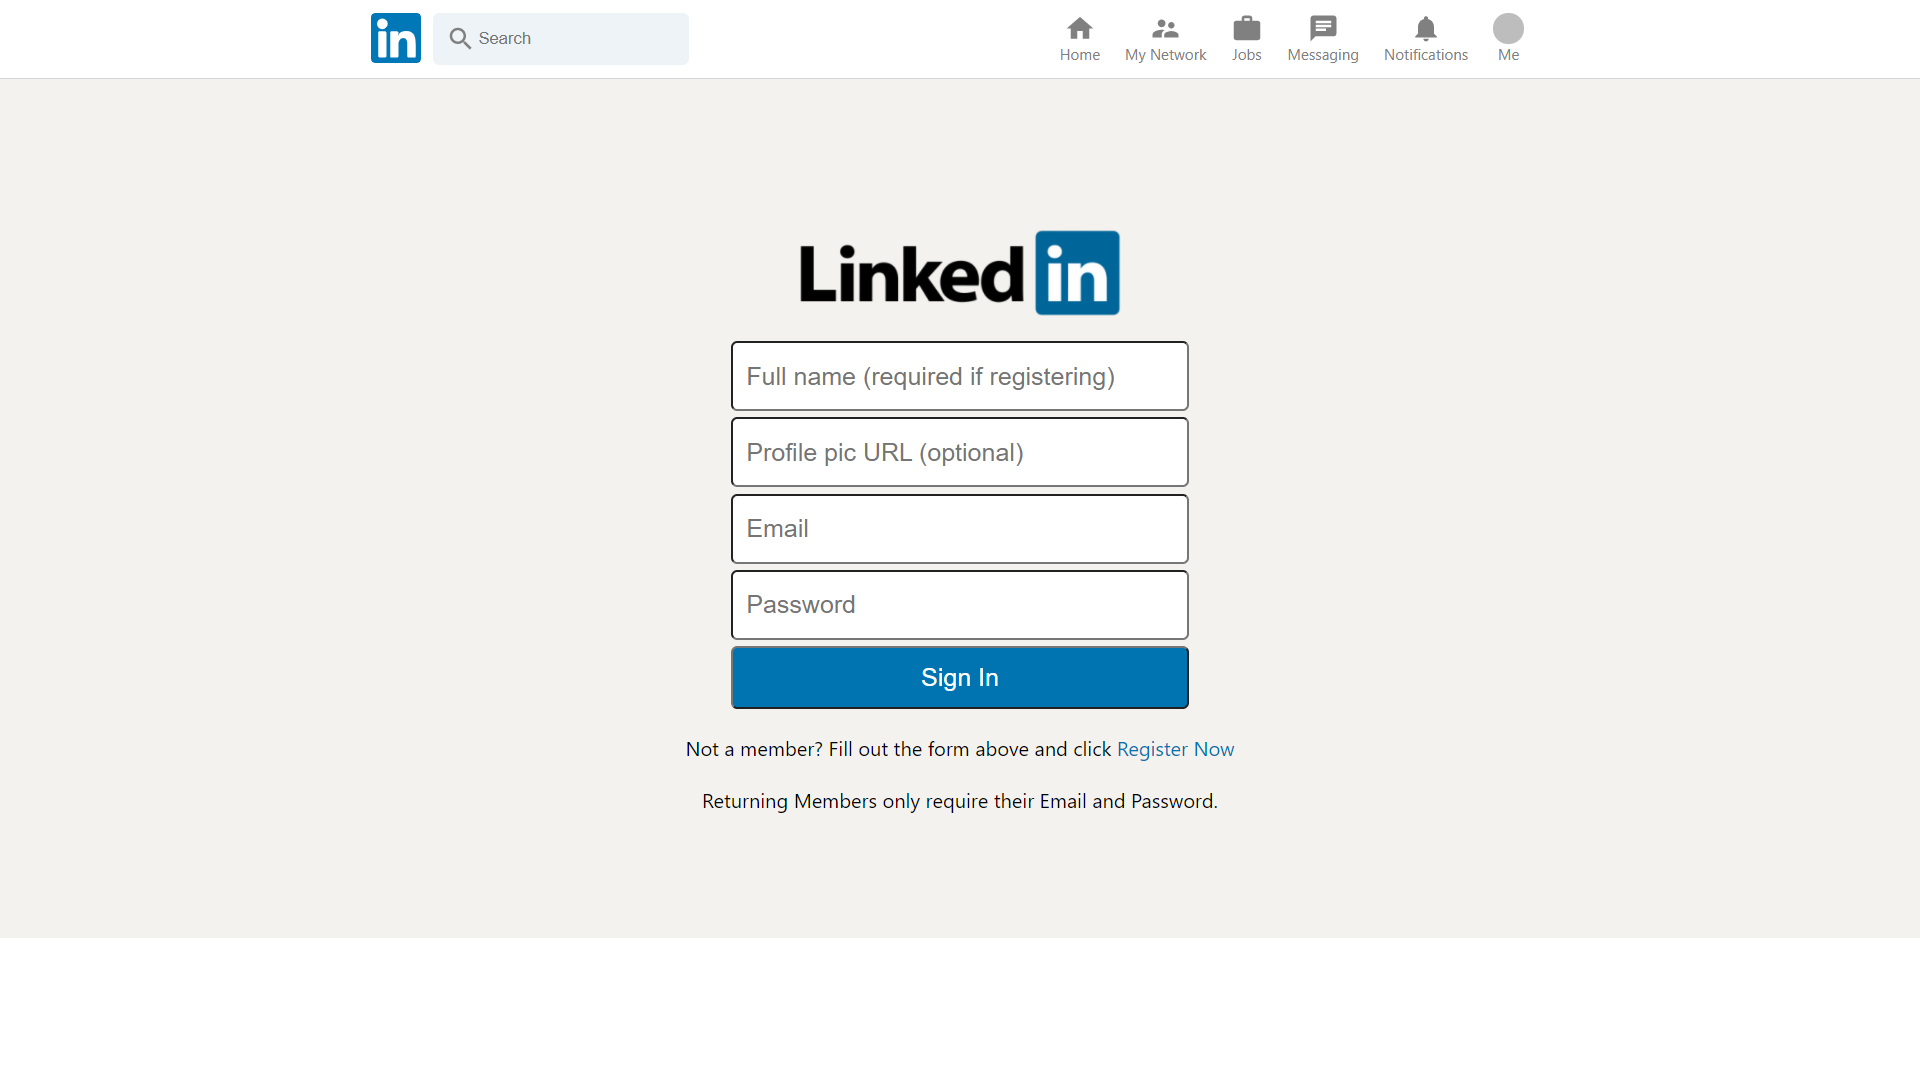 in Search Home My Network Jobs Messaging Notifications Me
Linked in
Full name (required if registering)
Profile pic URL (optional)
Email
Password
Sign In
Not a member? Fill out the form above and click Register Now
Returning Members only require their Email and Password.